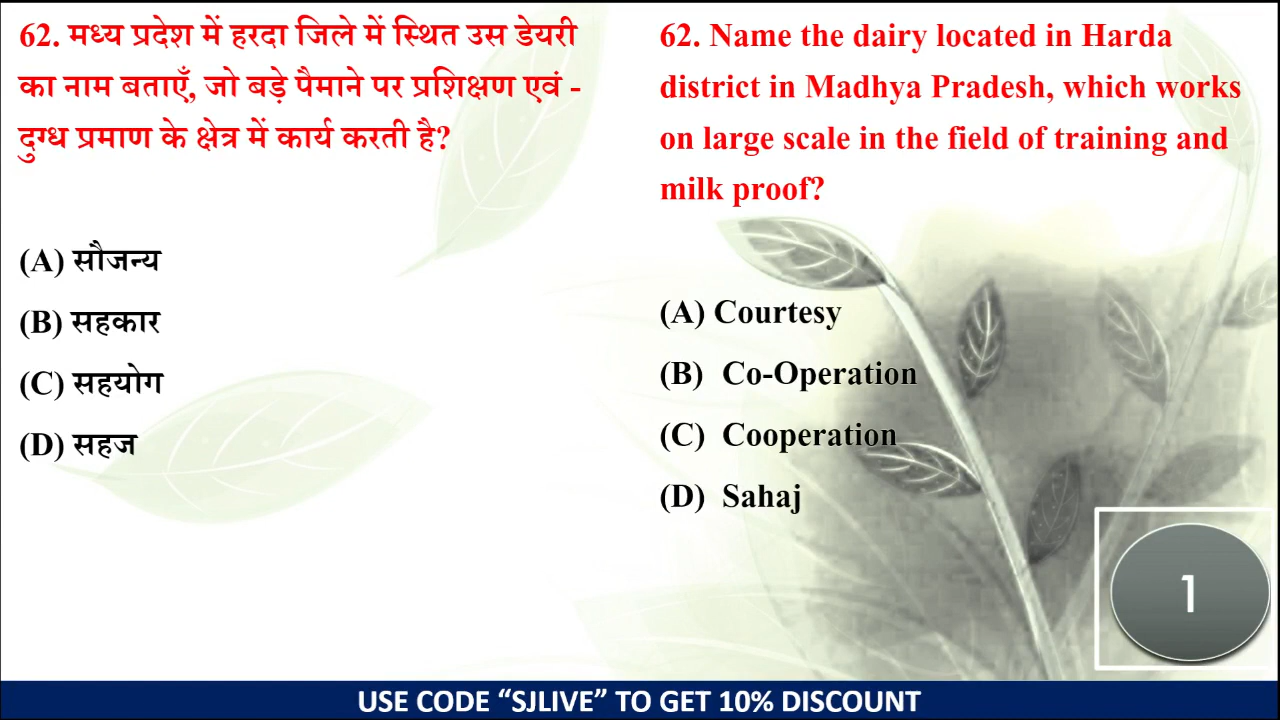 62. मध्य प्रदेश में हरदा जिले में स्थित उस डेयरी
का नाम बताएँ, जो बड़े पैमाने पर प्रशिक्षण एवं -
दुग्ध प्रमाण के क्षेत्र में कार्य करती है?
(A) सौजन्य
(B) सहकार
(C) सहयोग
(D) सहज
62. Name the dairy located in Harda
district in Madhya Pradesh, which works
on large scale in the field of training and
milk proof?
(A) Courtesy
(B) Co-Operation
(C) Cooperation
(D) Sahaj
1
USE CODE “SJLIVE” TO GET 10% DISCOUNT